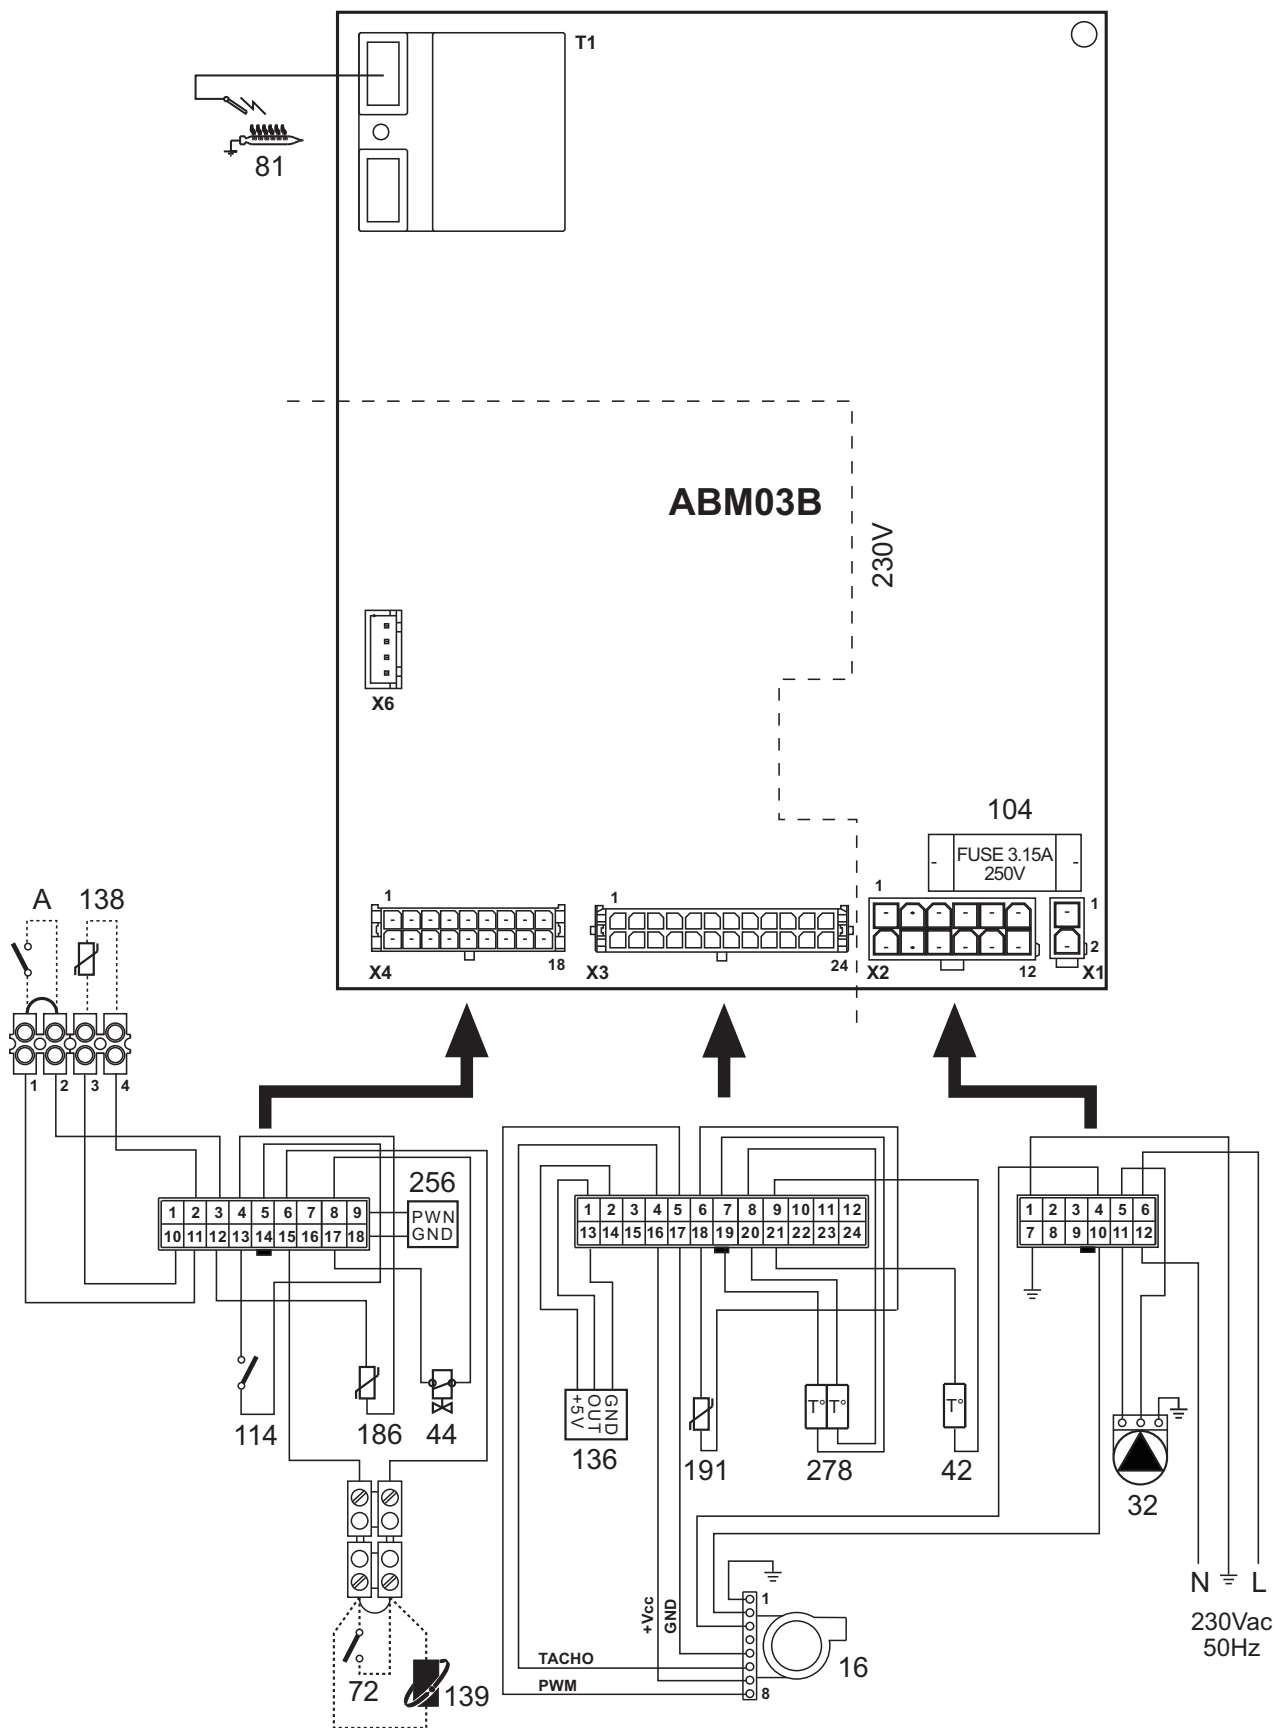 T1
81
ABM03B
230V
X6
104
FUSE 3.15A
250V
1
18
X4
1
24
X3
1
12
X2
1
2
X1
A
138
1 2 3 4
256
PWN
GND
1 2 3 4 5 6 7 8 9
10 11 12 13 14 15 16 17 18
1 2 3 4 5 6 7 8 9 10 11 12
13 14 15 16 17 18 19 20 21 22 23 24
1 2 3 4 5 6
7 8 9 10 11 12
114
186
44
+5V
OUT
GND
136
191
T° T°
278
T°
42
32
N L
230Vac
50Hz
72
139
+Vcc
GND
TACHO
PWM
1
8
16